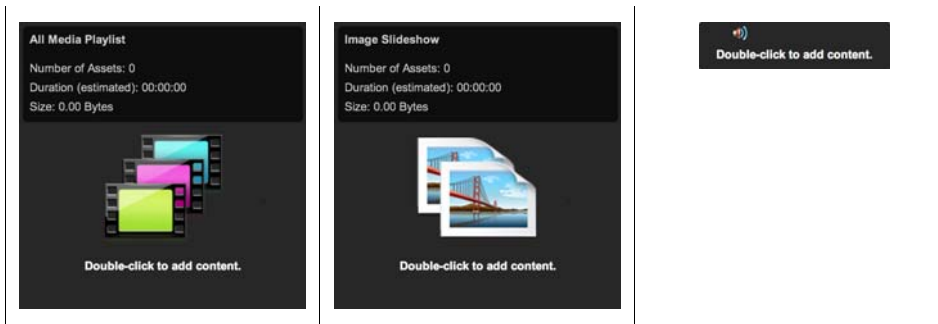 All Media Playlist
Number of Assets: 0
Duration (estimated): 00:00:00
Size: 0.00 Bytes
Double-click to add content.
Image Slideshow
Number of Assets: 0
Duration (estimated): 00:00:00
Size: 0.00 Bytes
Double-click to add content.
Double-click to add content.